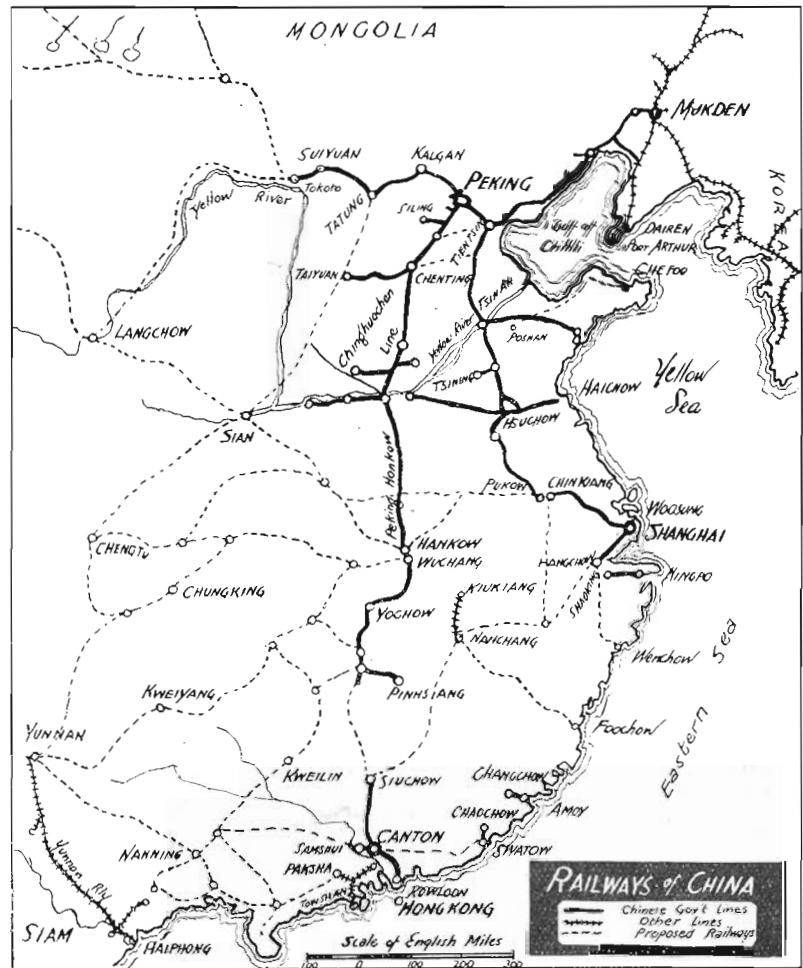 MONGOLIA
MUKDEN
SUIYUAN
KALGAN
KOREA
PEKING
Tokoto
Yellow River
TATUNG
SILING
TIENTSIN
Gulf of Chihli
DAIREN
PORT ARTHUR
CHEFOO
TAIYUAN
CHENTING
TSINAN
Chinghuachen Line
Yellow River
LANGCHOW
POSHAN
TSINING
HAICHOW
Yellow Sea
SIAN
HSUCHOW
Peking Hankow
PUKOW
CHINKIANG
WOOSUNG
SHANGHAI
CHENGTU
HANKOW
WUCHANG
HANGCHOW
SHAOKING
NINGPO
CHUNGKING
KIUKIANG
YOCHOW
NANCHANG
Wenchow
Eastern Sea
KWEIYANG
PINHSIANG
YUNNAN
Foochow
KWEILIN
SIUCHOW
CHANGCHOW
AMOY
CHAOCHOW
CANTON
SAMSHUI
SWATOW
NANNING
PAKSHA
Yunnan Rly
TOWSHAN
KOWLOON
HONGKONG
SIAM
HAIPHONG
RAILWAYS of CHINA
Chinese Gov't Lines
Other Lines
Proposed Railways
Scale of English Miles
100 0 100 200 300